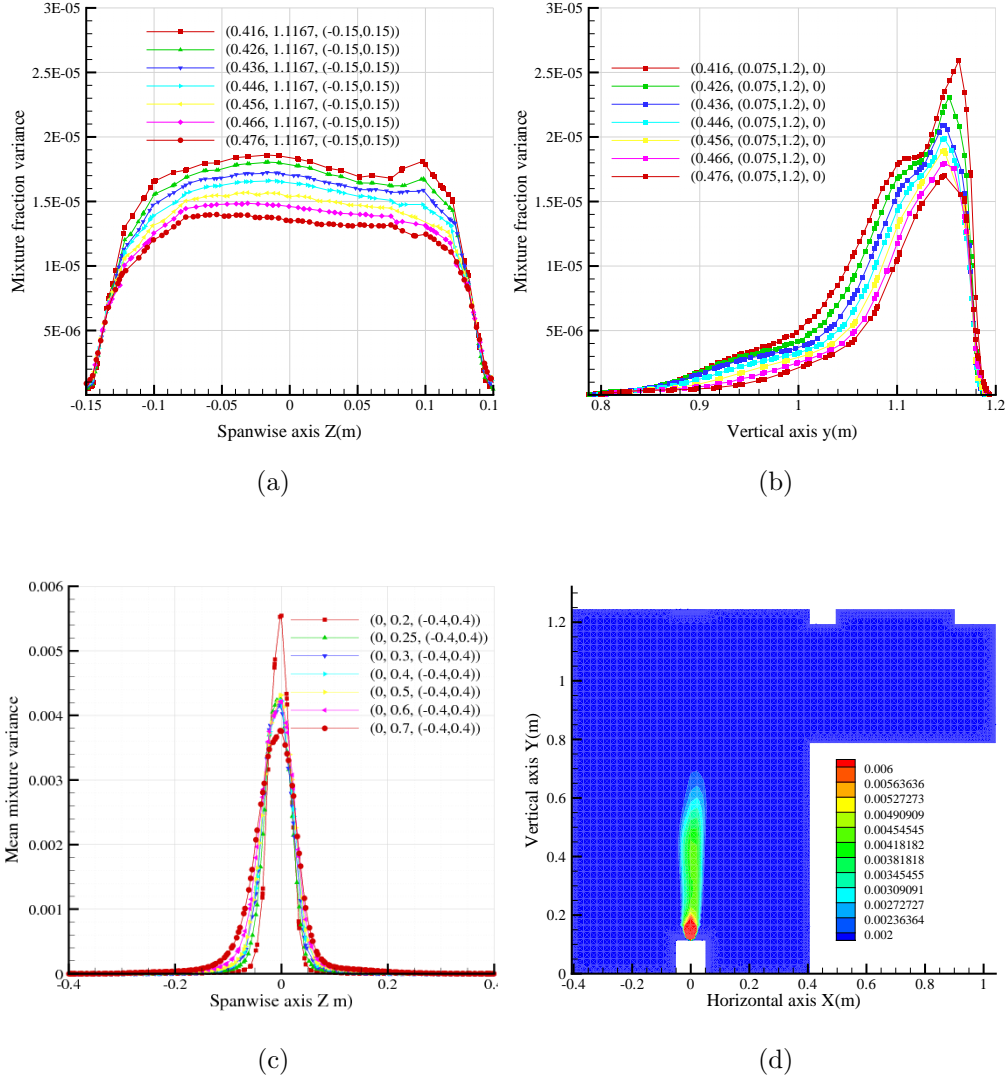 3E-05
2.5E-05
2E-05
1.5E-05
1E-05
5E-06
Mixture fraction variance
(0.416, 1.1167, (-0.15,0.15))
(0.426, 1.1167, (-0.15,0.15))
(0.436, 1.1167, (-0.15,0.15))
(0.446, 1.1167, (-0.15,0.15))
(0.456, 1.1167, (-0.15,0.15))
(0.466, 1.1167, (-0.15,0.15))
(0.476, 1.1167, (-0.15,0.15))
-0.15 -0.1 -0.05 0 0.05 0.1 0.1
Spanwise axis Z(m)
(a)
3E-05
2.5E-05
2E-05
1.5E-05
1E-05
5E-06
Mixture fraction variance
(0.416, (0.075,1.2), 0)
(0.426, (0.075,1.2), 0)
(0.436, (0.075,1.2), 0)
(0.446, (0.075,1.2), 0)
(0.456, (0.075,1.2), 0)
(0.466, (0.075,1.2), 0)
(0.476, (0.075,1.2), 0)
0.8 0.9 1 1.1 1.2
Vertical axis y(m)
(b)
0.006
0.005
0.004
0.003
0.002
0.001
0
Mean mixture variance
(0, 0.2, (-0.4,0.4))
(0, 0.25, (-0.4,0.4))
(0, 0.3, (-0.4,0.4))
(0, 0.4, (-0.4,0.4))
(0, 0.5, (-0.4,0.4))
(0, 0.6, (-0.4,0.4))
(0, 0.7, (-0.4,0.4))
-0.4 -0.2 0 0.2 0.4
Spanwise axis Z m)
(c)
1.2
1
0.8
0.6
0.4
0.2
0
Vertical axis Y(m)
0.006
0.00563636
0.00527273
0.00490909
0.00454545
0.00418182
0.00381818
0.00345455
0.00309091
0.00272727
0.00236364
0.002
-0.4 -0.2 0 0.2 0.4 0.6 0.8 1
Horizontal axis X(m)
(d)